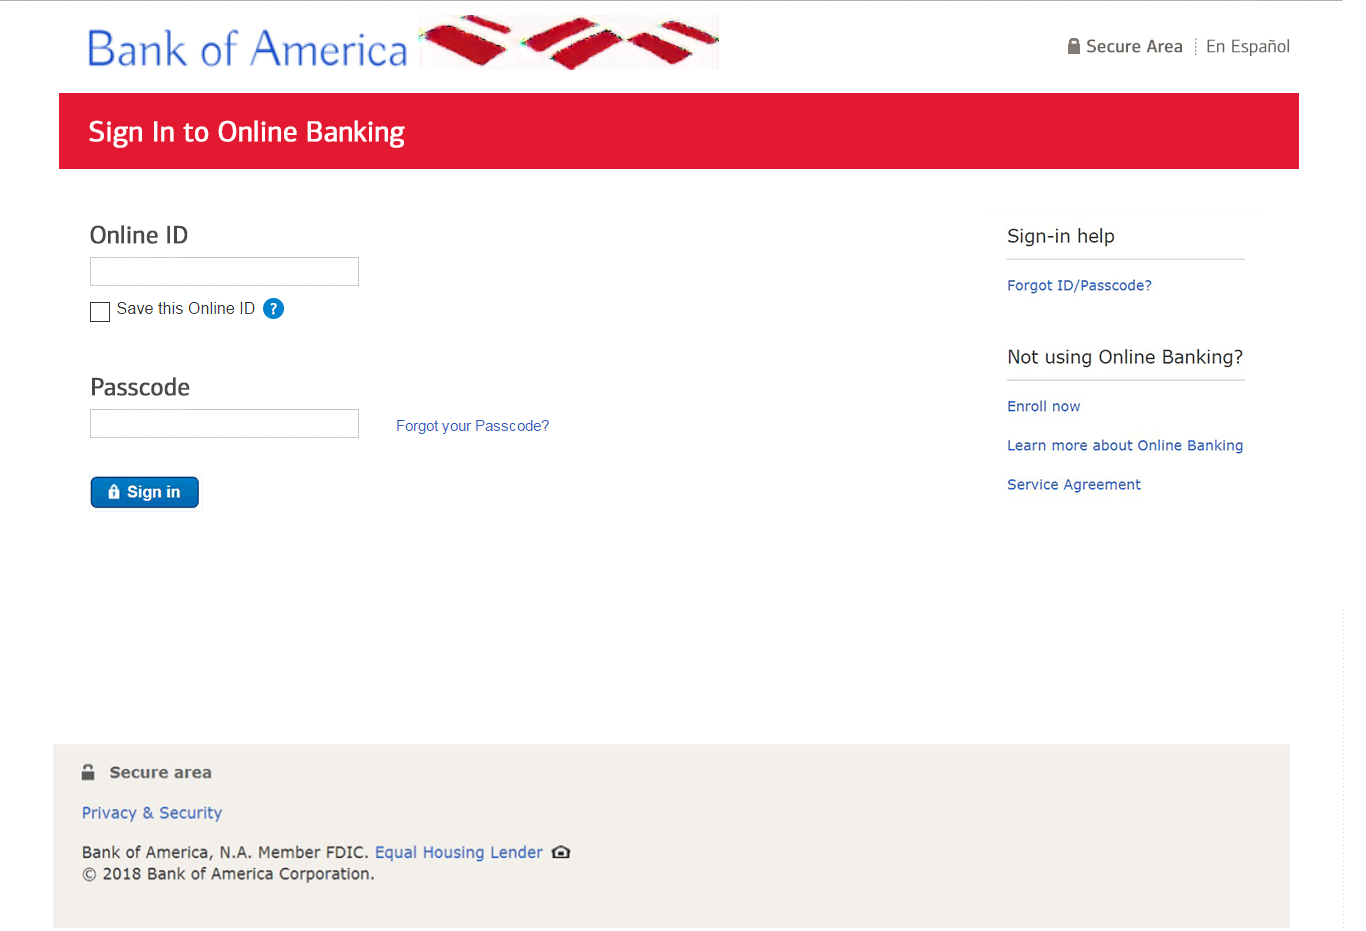 Bank of America
Secure Area
En Español
Sign In to Online Banking
Online ID
Save this Online ID ?
Passcode
Forgot your Passcode?
Sign in
Sign-in help
Forgot ID/Passcode?
Not using Online Banking?
Enroll now
Learn more about Online Banking
Service Agreement
Secure area
Privacy & Security
Bank of America, N.A. Member FDIC. Equal Housing Lender
© 2018 Bank of America Corporation.